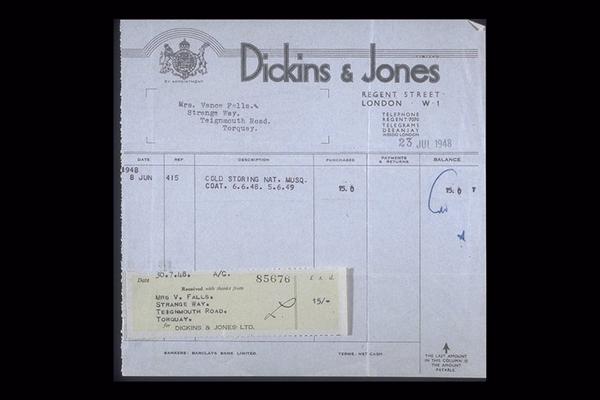 BY APPOINTMENT
Dickins & Jones
LIMITED
REGENT STREET
LONDON · W·1
TELEPHONE
REGENT 7070
TELEGRAMS
DEEANJAY
WESDO LONDON
23 JUL 1948
Mrs. Vance Falls.
Strange Way.
Teignmouth Road.
Torquay.
DATE REF DESCRIPTION PURCHASES PAYMENTS & RETURNS BALANCE
1948
8 JUN 415 COLD STORING NAT. MUSQ.
COAT. 6.6.48. 5.6.49 15. 0 15. 0 T
Date 30.7.48. A/C. 85676 £ s. d.
Received with thanks from
MRS V. FALLS. 15/-
STRANGE WAY.
TEIGNMOUTH ROAD.
TORQUAY.
for DICKINS & JONES LTD.
BANKERS: BARCLAYS BANK LIMITED. TERMS: NET CASH.
THE LAST AMOUNT
IN THIS COLUMN IS
THE AMOUNT
PAYABLE